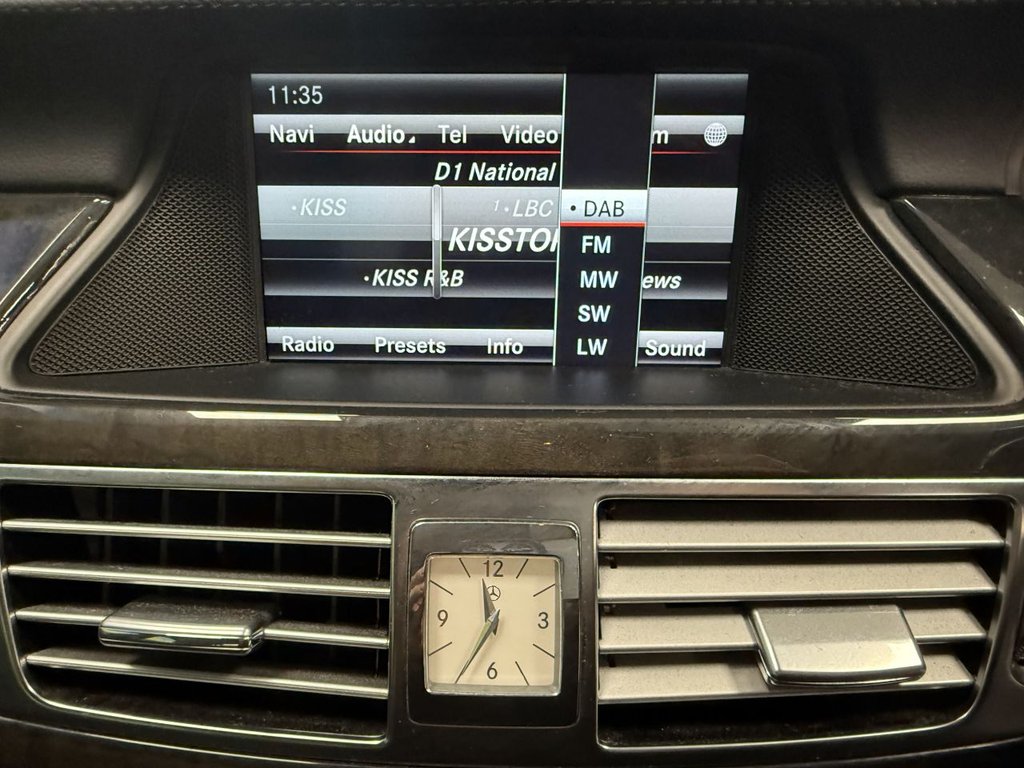 11:35
Navi Audio Tel Video m
D1 National
•KISS 1•LBC • DAB
KISSTO FM
•KISS R&B MW ews
SW
Radio Presets Info LW Sound
12
9 3
6